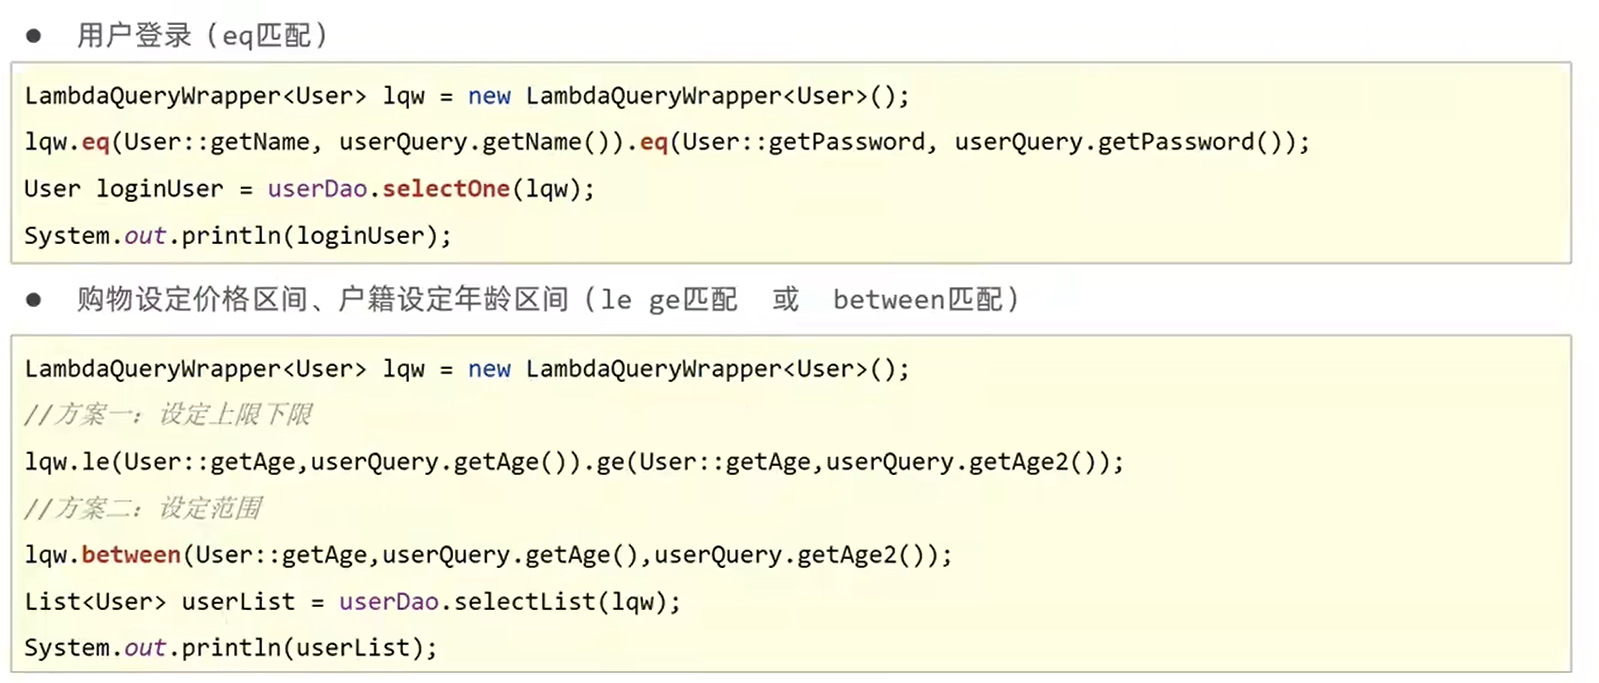 ● 用户登录（eq匹配）
LambdaQueryWrapper<User> lqw = new LambdaQueryWrapper<User>();
lqw.eq(User::getName, userQuery.getName()).eq(User::getPassword, userQuery.getPassword());
User loginUser = userDao.selectOne(lqw);
System.out.println(loginUser);
● 购物设定价格区间、户籍设定年龄区间（le ge匹配 或 between匹配）
LambdaQueryWrapper<User> lqw = new LambdaQueryWrapper<User>();
//方案一：设定上限下限
lqw.le(User::getAge,userQuery.getAge()).ge(User::getAge,userQuery.getAge2());
//方案二：设定范围
lqw.between(User::getAge,userQuery.getAge(),userQuery.getAge2());
List<User> userList = userDao.selectList(lqw);
System.out.println(userList);